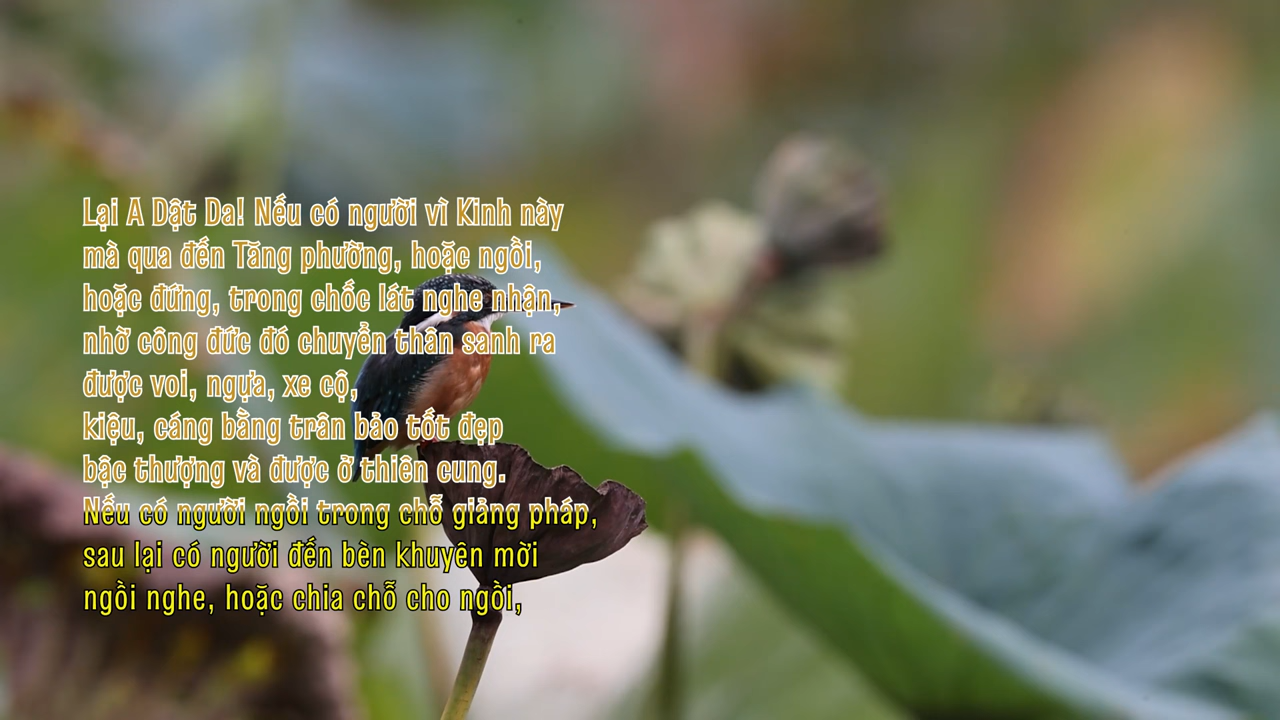 Lại A Dật Da! Nếu có người vì Kinh này
mà qua đến Tăng phường, hoặc ngồi,
hoặc đứng, trong chốc lát nghe nhận,
nhờ công đức đó chuyển thân sanh ra
được voi, ngựa, xe cộ,
kiệu, cáng bằng trân bảo tốt đẹp
bậc thượng và được ở thiên cung.
Nếu có người ngồi trong chỗ giảng pháp,
sau lại có người đến bèn khuyên mời
ngồi nghe, hoặc chia chỗ cho ngồi,